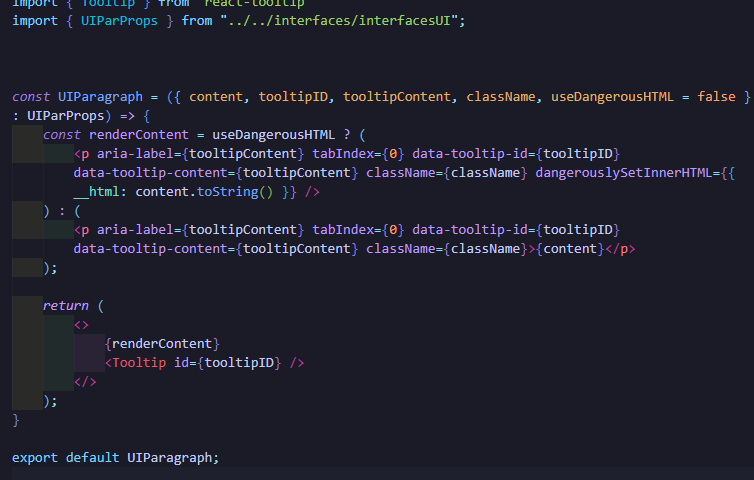 import { Tooltip } from "react-tooltip"
import { UIParProps } from "../../interfaces/interfacesUI";
const UIParagraph = ({ content, tooltipID, tooltipContent, className, useDangerousHTML = false }
: UIParProps) => {
const renderContent = useDangerousHTML ? (
<p aria-label={tooltipContent} tabIndex={0} data-tooltip-id={tooltipID}
data-tooltip-content={tooltipContent} className={className} dangerouslySetInnerHTML={{
__html: content.toString() }} />
) : (
<p aria-label={tooltipContent} tabIndex={0} data-tooltip-id={tooltipID}
data-tooltip-content={tooltipContent} className={className}>{content}</p>
);
return (
<>
{renderContent}
<Tooltip id={tooltipID} />
</>
);
}
export default UIParagraph;